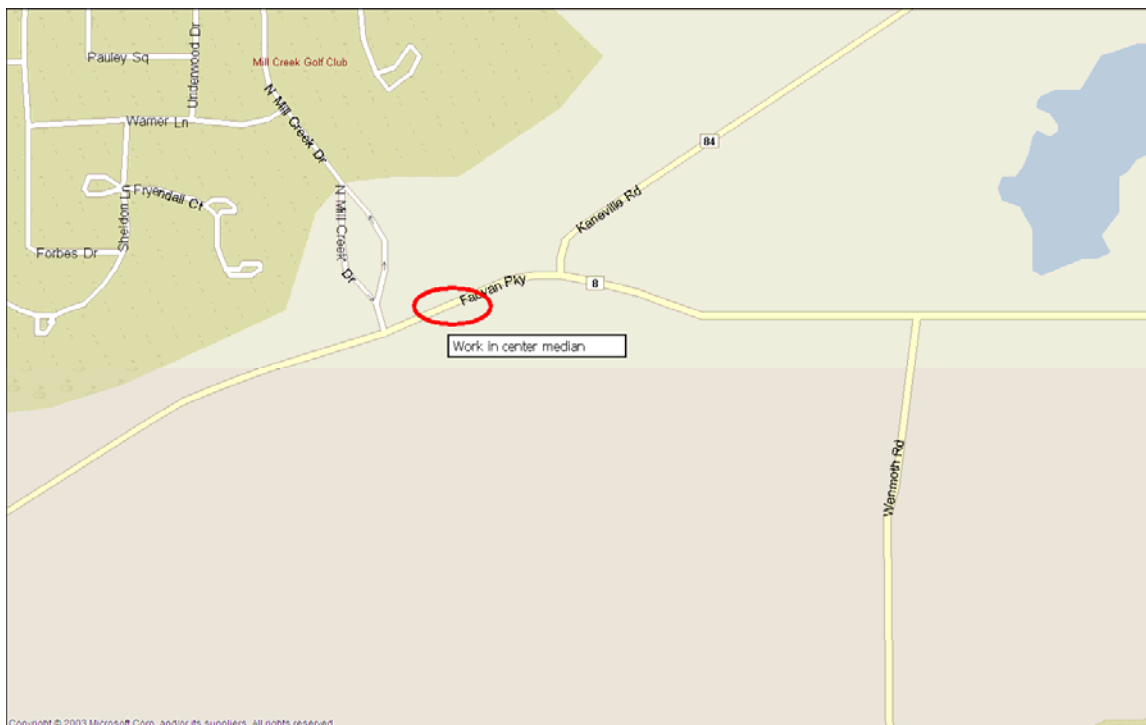 Pauley Sq
Underwood Dr
Mill Creek Golf Club
N Mill Creek Dr
Warner Ln
84
Fryendall Ct
Sheldon Ln
N Mill Creek Dr
Kaneville Rd
Forbes Dr
Fabyan Pky
8
Work in center median
Wenmoth Rd
Copyright © 2003 Microsoft Corp. and/or its suppliers. All rights reserved.